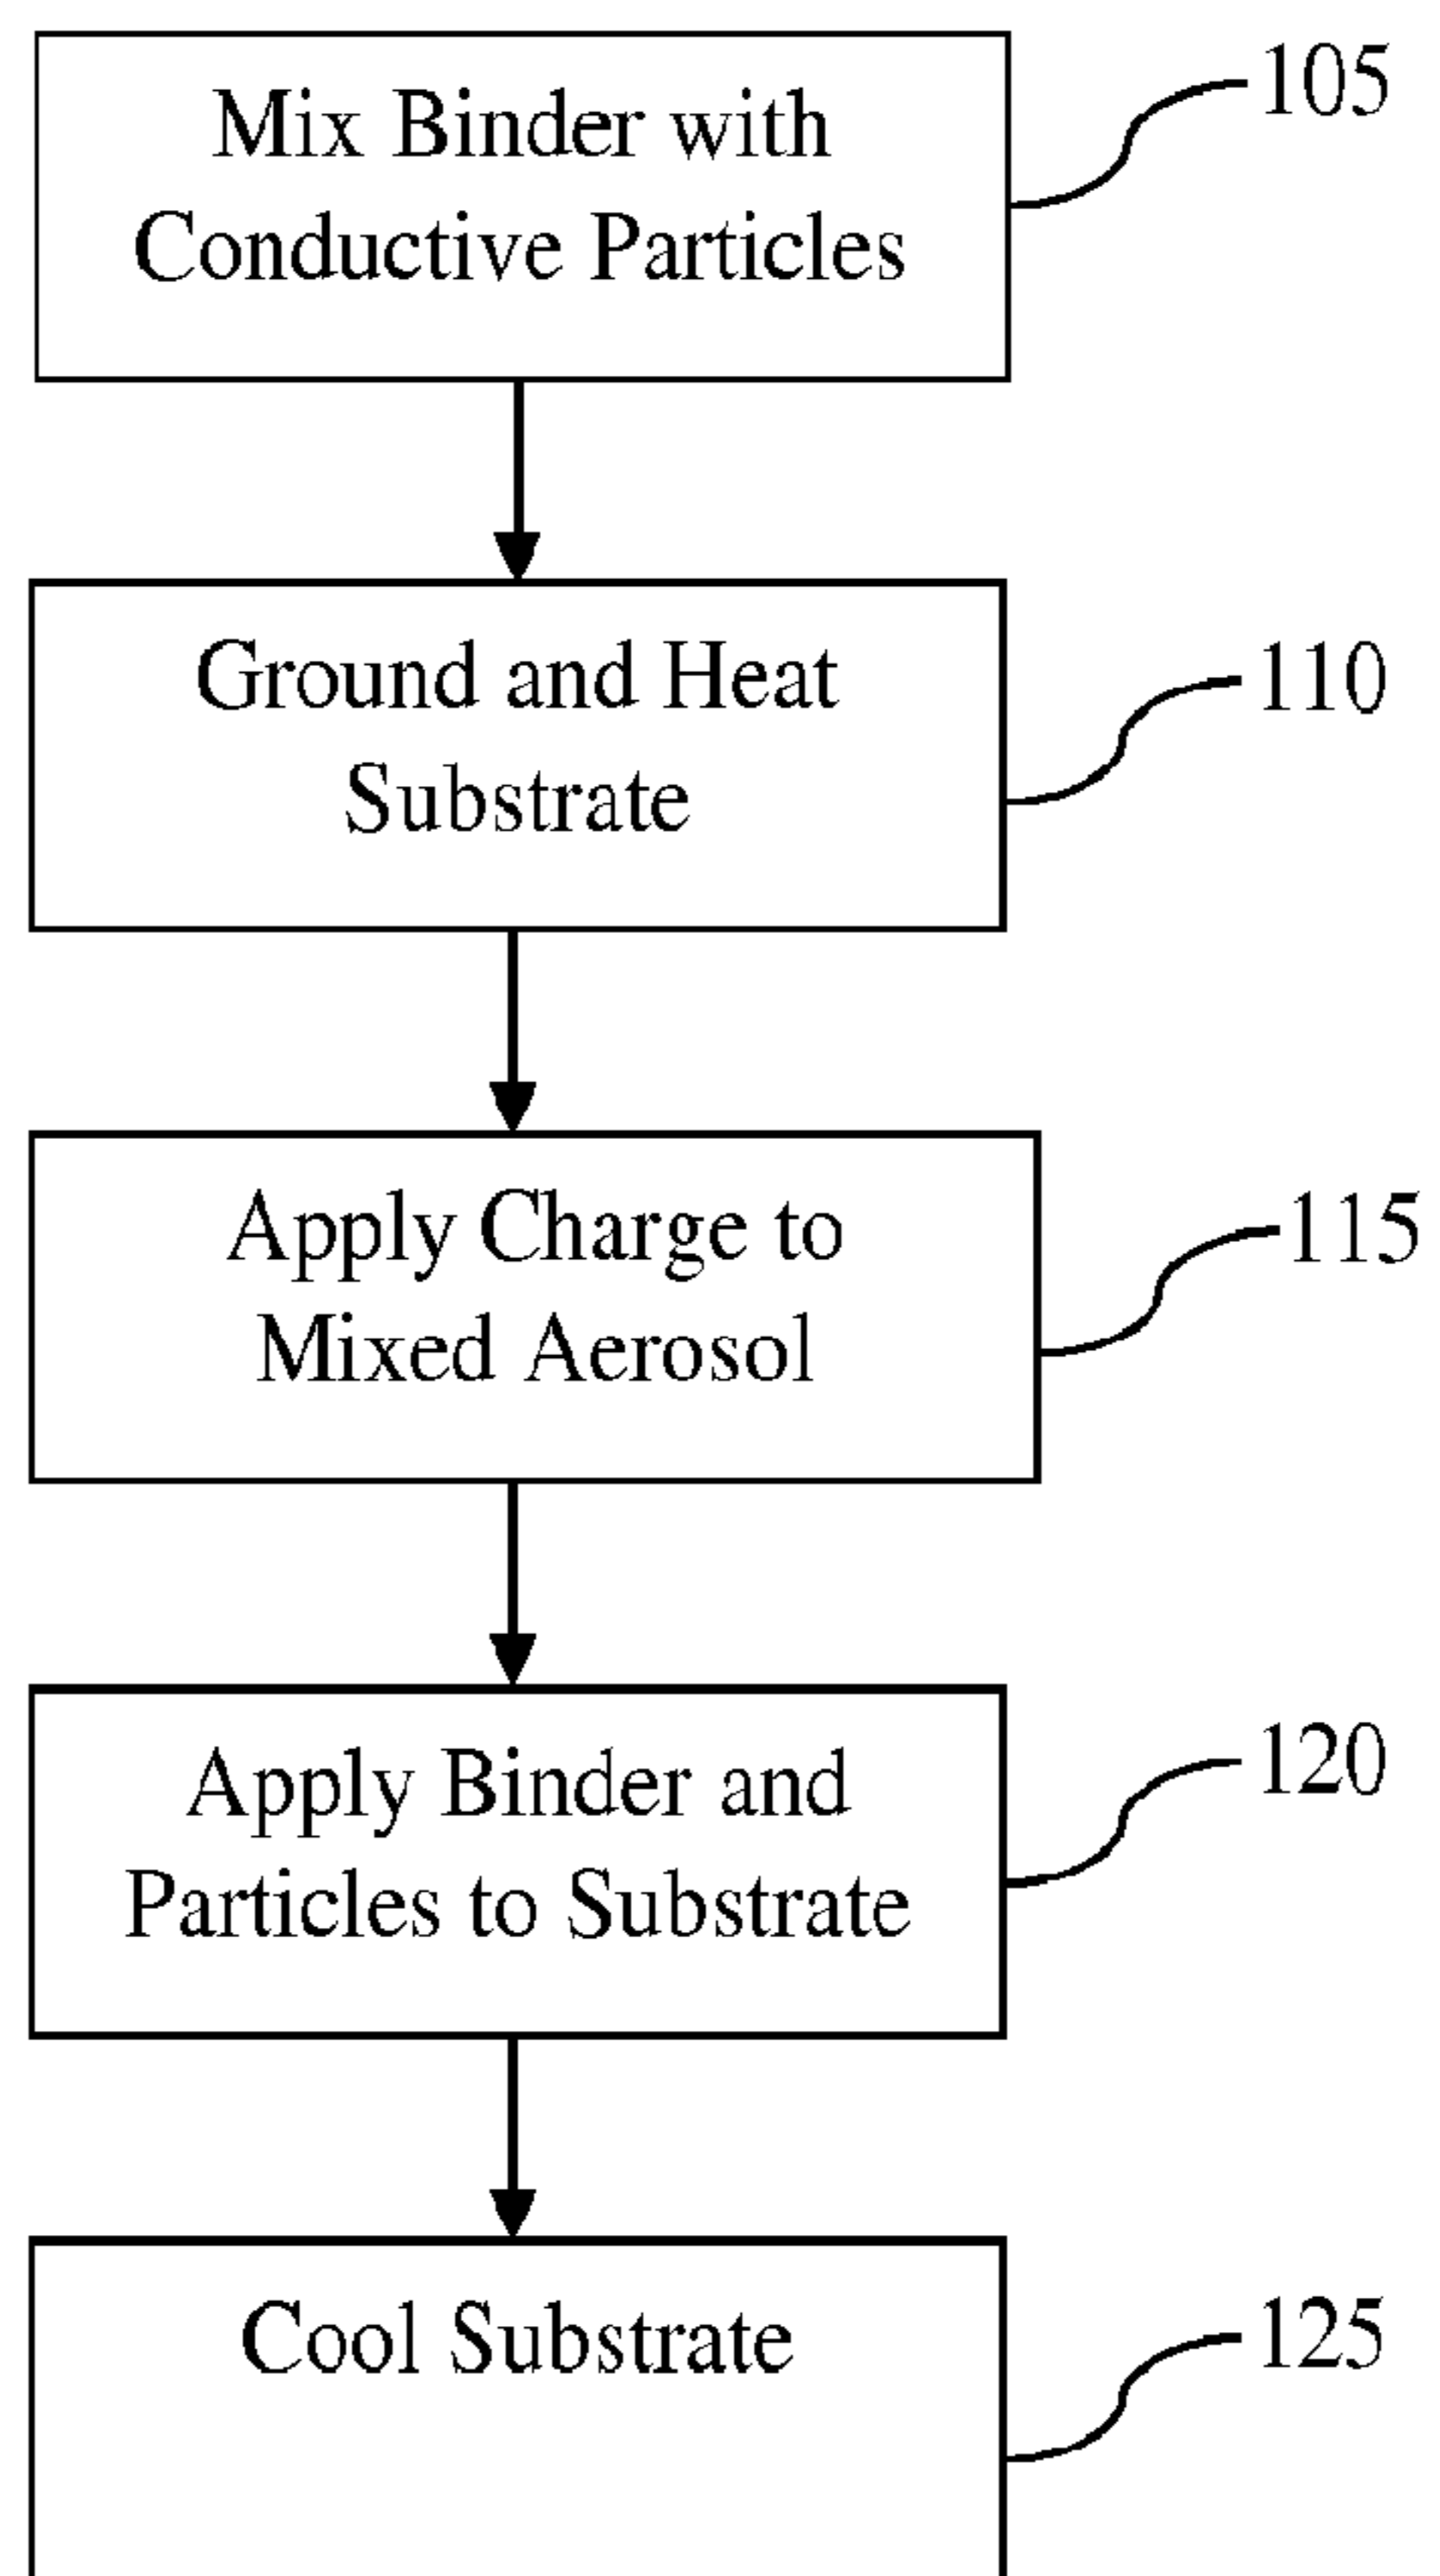 Mix Binder with
Conductive Particles
105
Ground and Heat
Substrate
110
Apply Charge to
Mixed Aerosol
115
Apply Binder and
Particles to Substrate
120
Cool Substrate
125